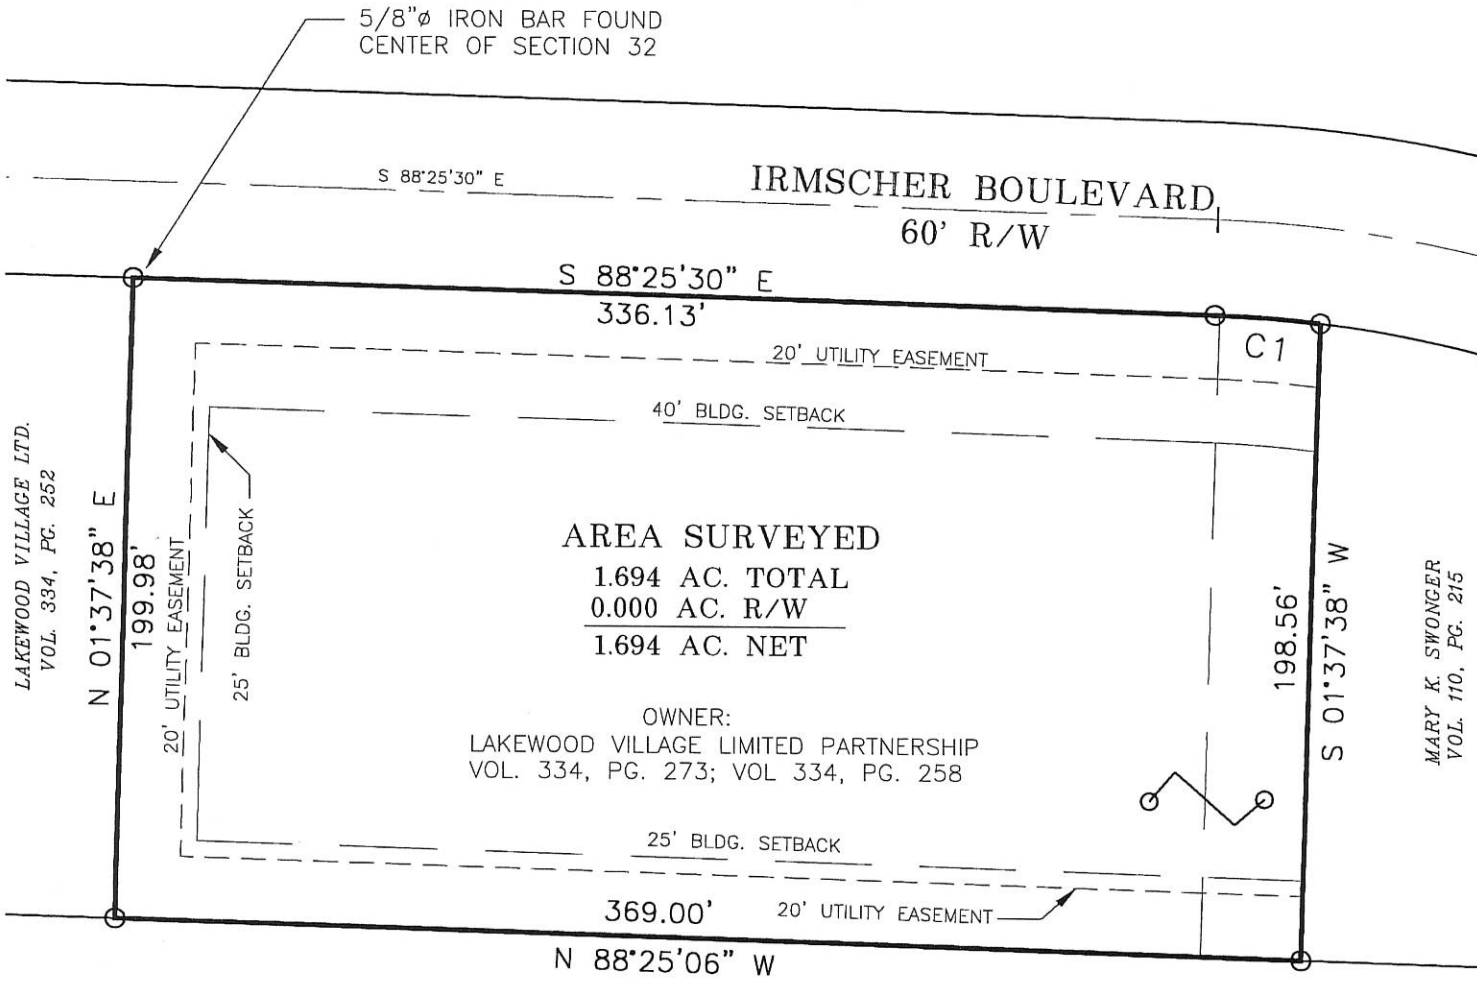 5/8"ø IRON BAR FOUND
CENTER OF SECTION 32
S 88°25'30" E
IRMSCHER BOULEVARD
60' R/W
S 88°25'30" E
336.13'
C1
20' UTILITY EASEMENT
40' BLDG. SETBACK
LAKEWOOD VILLAGE LTD.
VOL. 334, PG. 252
N 01°37'38" E
199.98'
20' UTILITY EASEMENT
25' BLDG. SETBACK
AREA SURVEYED
1.694 AC. TOTAL
0.000 AC. R/W
1.694 AC. NET
OWNER:
LAKEWOOD VILLAGE LIMITED PARTNERSHIP
VOL. 334, PG. 273; VOL 334, PG. 258
198.56'
S 01°37'38" W
MARY K. SWONGER
VOL. 110, PG. 215
25' BLDG. SETBACK
369.00'
20' UTILITY EASEMENT
N 88°25'06" W